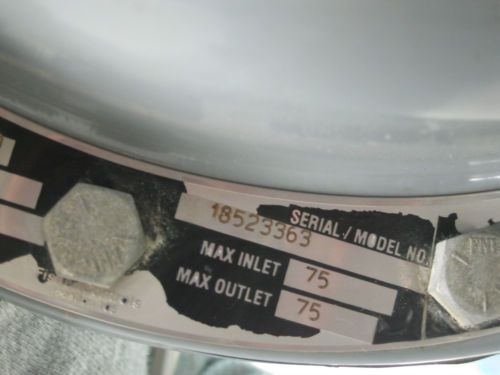 SERIAL / MODEL NO.
18523363
MAX INLET 75
MAX OUTLET 75